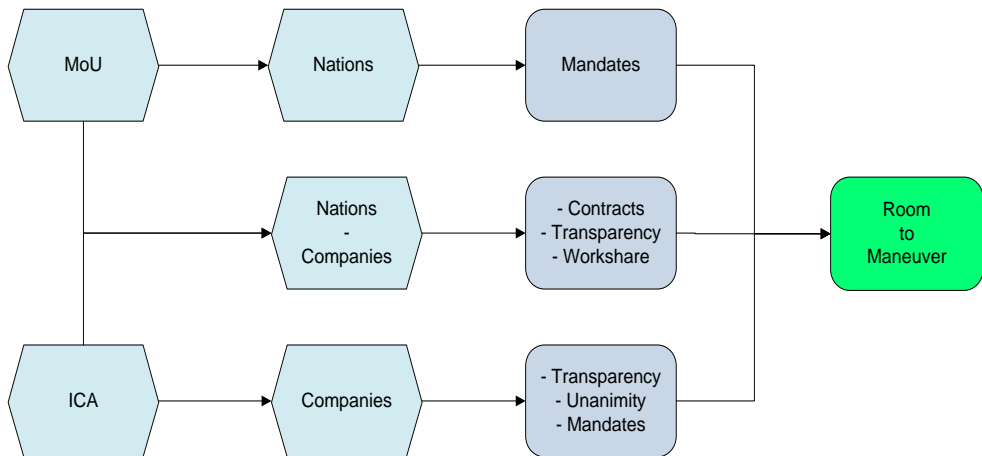 MoU
Nations
Mandates
Nations
-
Companies
- Contracts
- Transparency
- Workshare
Room
to
Maneuver
ICA
Companies
- Transparency
- Unanimity
- Mandates